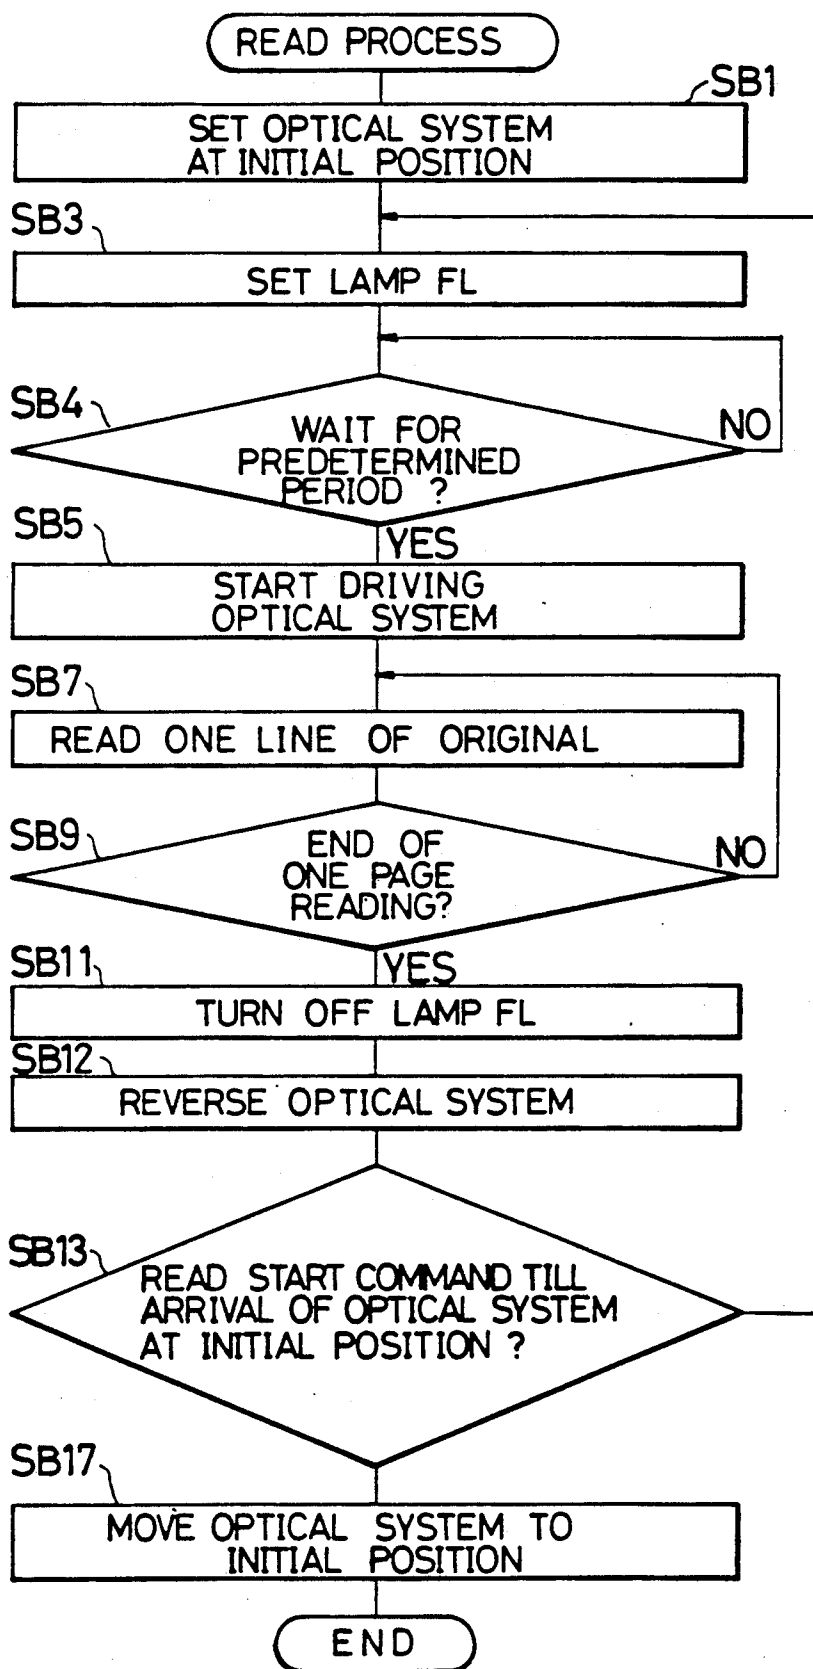 READ PROCESS
SB1
SET OPTICAL SYSTEM
AT INITIAL POSITION
SB3
SET LAMP FL
SB4
WAIT FOR
PREDETERMINED
PERIOD ?
NO
YES
SB5
START DRIVING
OPTICAL SYSTEM
SB7
READ ONE LINE OF ORIGINAL
SB9
END OF
ONE PAGE
READING?
NO
YES
SB11
TURN OFF LAMP FL
SB12
REVERSE OPTICAL SYSTEM
SB13
READ START COMMAND TILL
ARRIVAL OF OPTICAL SYSTEM
AT INITIAL POSITION ?
SB17
MOVE OPTICAL SYSTEM TO
INITIAL POSITION
END